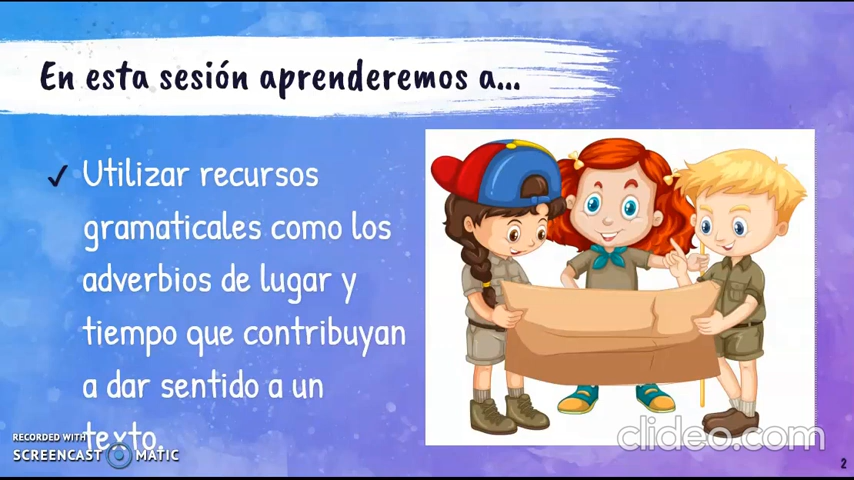 En esta sesión aprenderemos a...
✓ Utilizar recursos
gramaticales como los
adverbios de lugar y
tiempo que contribuyan
a dar sentido a un
texto.
RECORDED WITH
SCREENCAST MATIC
clideo.com
2